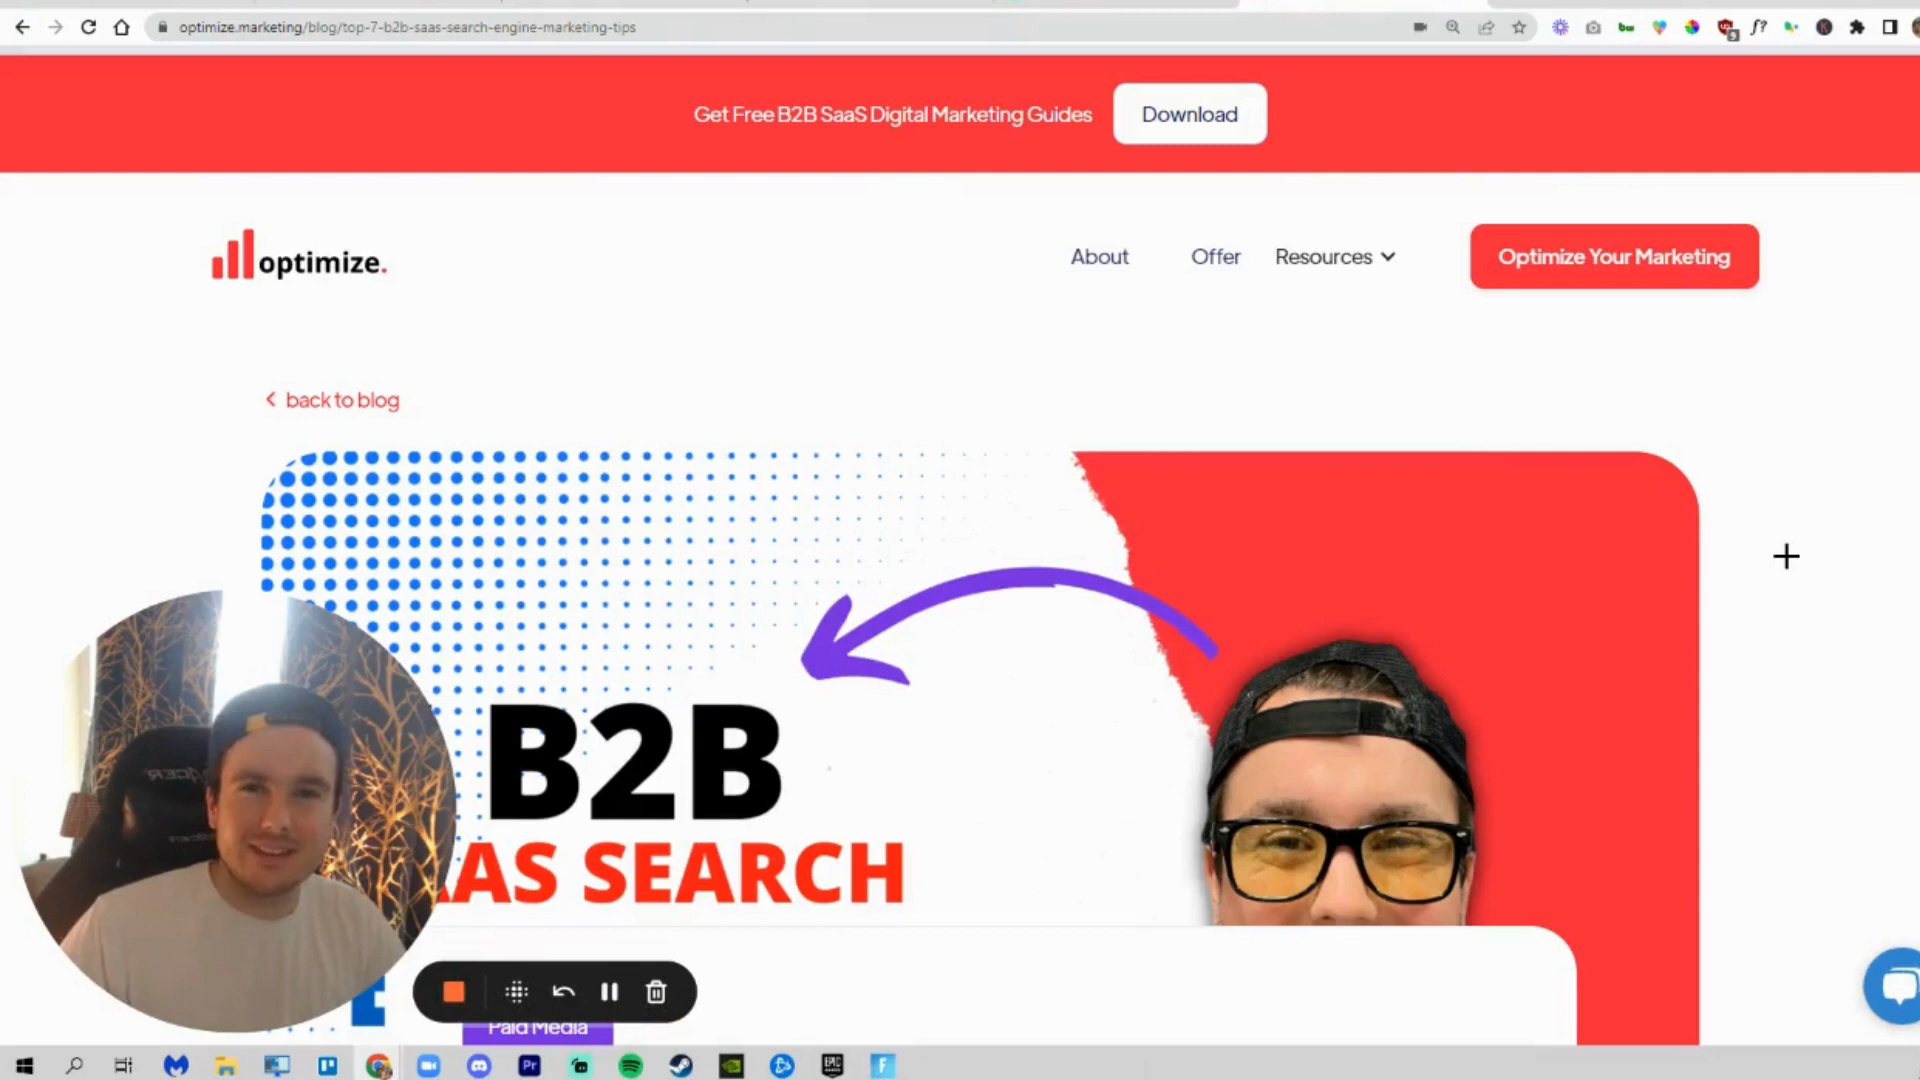 optimize.marketing/blog/top-7-b2b-saas-search-engine-marketing-tips
Get Free B2B SaaS Digital Marketing Guides
Download
optimize.
About
Offer
Resources
Optimize Your Marketing
back to blog
B2B
AAS SEARCH
Paid Media